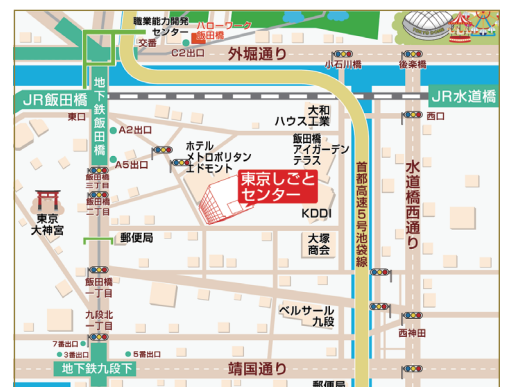 職業能力開発
センター
ハローワーク
飯田橋
交番
C2出口
外堀通り
小石川橋
後楽橋
JR飯田橋
JR水道橋
東口
西口
地下鉄飯田橋
A2出口
A5出口
大和
ハウス工業
飯田橋
アイガーデン
テラス
ホテル
メトロポリタン
エドモント
東京しごと
センター
飯田橋
三丁目
飯田橋
二丁目
東京
大神宮
KDDI
首都高速5号池袋線
水道橋西通り
郵便局
大塚
商会
飯田橋
一丁目
九段北
一丁目
ベルサール
九段
西神田
7番出口
3番出口
5番出口
地下鉄九段下
靖国通り
郵便局